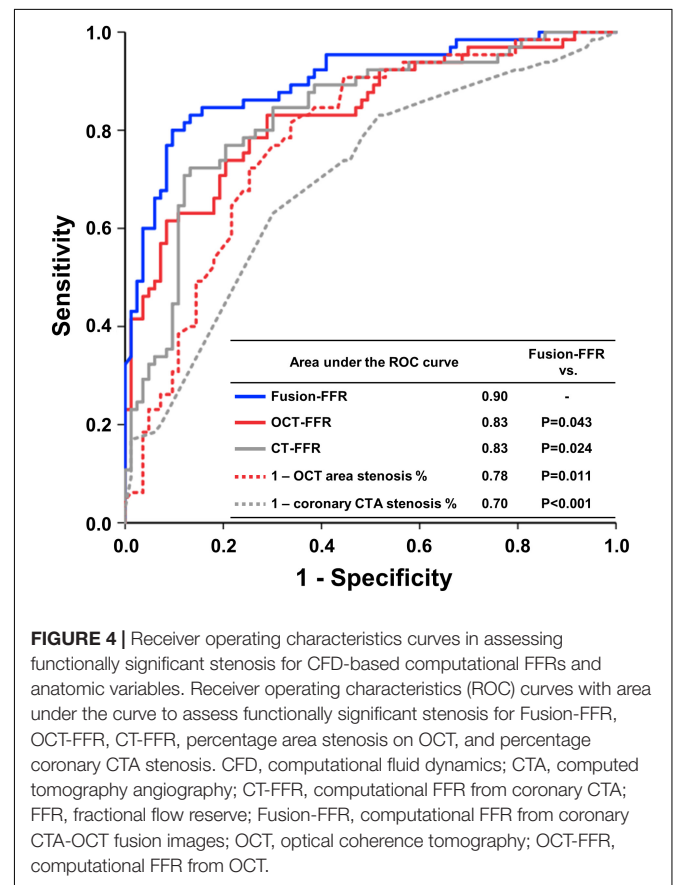 1.0
0.8
0.6
0.4
0.2
0.0
Sensitivity
Area under the ROC curve Fusion-FFR
vs.
Fusion-FFR 0.90 -
OCT-FFR 0.83 P=0.043
CT-FFR 0.83 P=0.024
1 – OCT area stenosis % 0.78 P=0.011
1 – coronary CTA stenosis % 0.70 P<0.001
0.0 0.2 0.4 0.6 0.8 1.0
1 - Specificity
FIGURE 4 | Receiver operating characteristics curves in assessing
functionally significant stenosis for CFD-based computational FFRs and
anatomic variables. Receiver operating characteristics (ROC) curves with area
under the curve to assess functionally significant stenosis for Fusion-FFR,
OCT-FFR, CT-FFR, percentage area stenosis on OCT, and percentage
coronary CTA stenosis. CFD, computational fluid dynamics; CTA, computed
tomography angiography; CT-FFR, computational FFR from coronary CTA;
FFR, fractional flow reserve; Fusion-FFR, computational FFR from coronary
CTA-OCT fusion images; OCT, optical coherence tomography; OCT-FFR,
computational FFR from OCT.